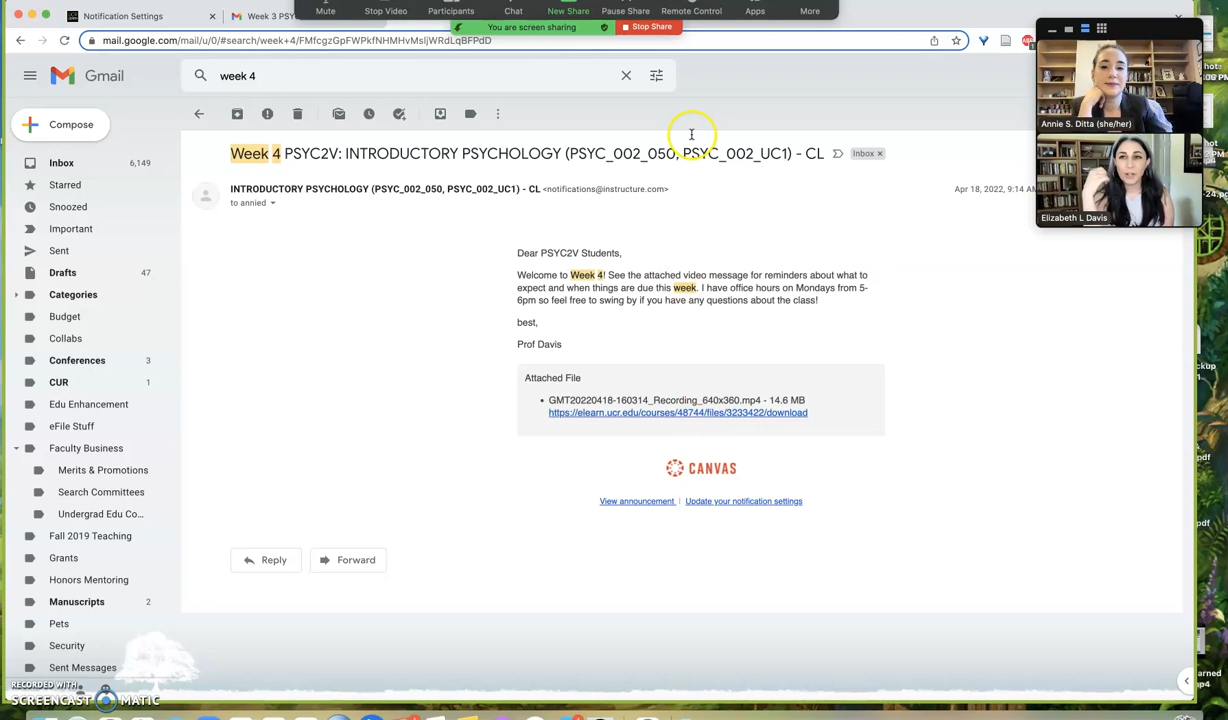 Mute
Stop Video
Participants
Chat
New Share
Pause Share
Remote Control
Apps
More
Notification Settings
Week 3 PSY
You are screen sharing
Stop Share
mail.google.com/mail/u/0/#search/week+4/FMfcgzGpFWPkfNHMHvMsljWRdLqBFPdD
Gmail
week 4
Compose
Inbox 6,149
Starred
Snoozed
Important
Sent
Drafts 47
Categories
Budget
Collabs
Conferences 3
CUR 1
Edu Enhancement
eFile Stuff
Faculty Business
Merits & Promotions
Search Committees
Undergrad Edu Co...
Fall 2019 Teaching
Grants
Honors Mentoring
Manuscripts 2
Pets
Security
Sent Messages
Week 4 PSYC2V: INTRODUCTORY PSYCHOLOGY (PSYC_002_050, PSYC_002_UC1) - CL
Inbox ×
INTRODUCTORY PSYCHOLOGY (PSYC_002_050, PSYC_002_UC1) - CL <notifications@instructure.com>
Apr 18, 2022, 9:14 AM
to annied
Dear PSYC2V Students,
Welcome to Week 4! See the attached video message for reminders about what to
expect and when things are due this week. I have office hours on Mondays from 5-
6pm so feel free to swing by if you have any questions about the class!
best,
Prof Davis
Attached File
• GMT20220418-160314_Recording_640x360.mp4 - 14.6 MB
https://elearn.ucr.edu/courses/48744/files/3233422/download
CANVAS
View announcement | Update your notification settings
Reply
Forward
Annie S. Ditta (she/her)
Elizabeth L Davis
RECORDED WITH
SCREENCAST MATIC